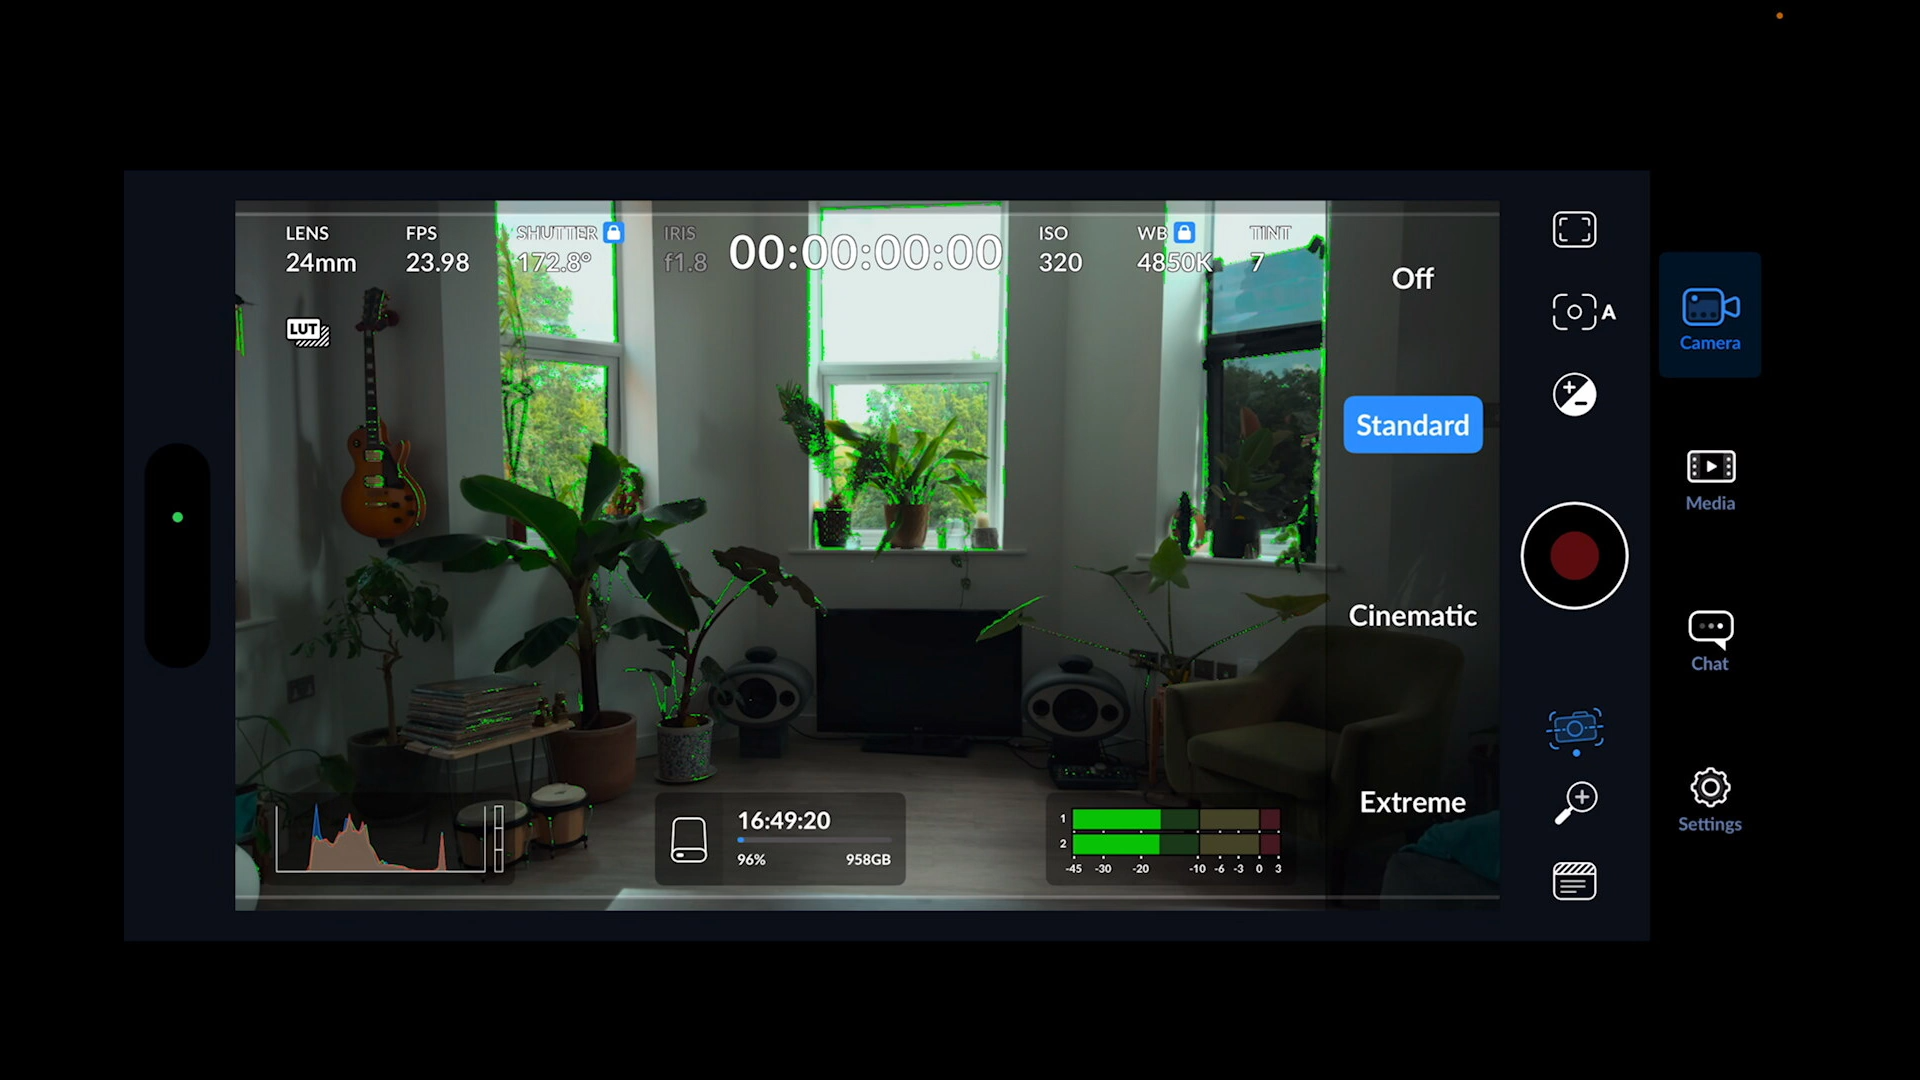 LENS
24mm
FPS
23.98
SHUTTER
172.8°
IRIS
f1.8
00:00:00:00
ISO
320
WB
4850K
TINT
7
LUT
Off
Standard
Cinematic
Extreme
A
16:49:20
96%
958GB
1
2
-45 -30 -20 -10 -6 -3 0 3
Camera
Media
Chat
Settings